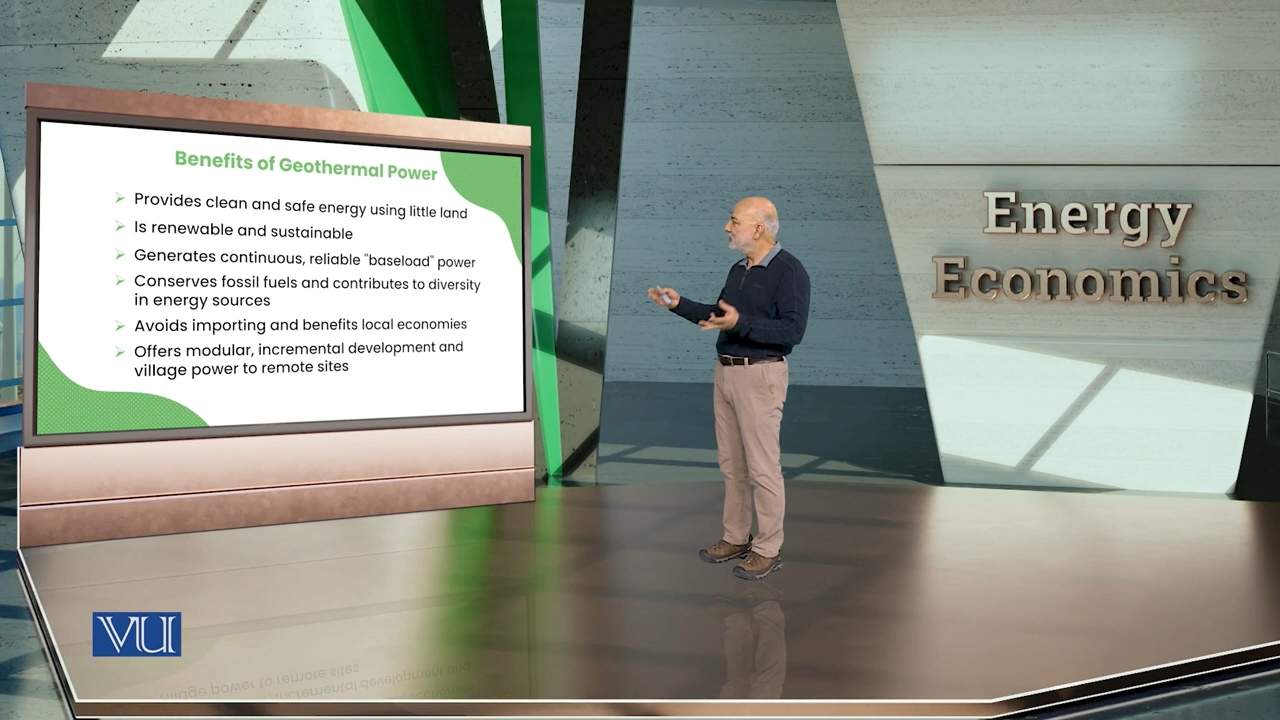 Benefits of Geothermal Power
Provides clean and safe energy using little land
Is renewable and sustainable
Generates continuous, reliable "baseload" power
Conserves fossil fuels and contributes to diversity
in energy sources
Avoids importing and benefits local economies
Offers modular, incremental development and
village power to remote sites
Energy
Economics
VU